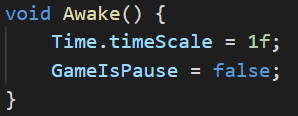 void Awake() {
    Time.timeScale = 1f;
    GameIsPause = false;
}